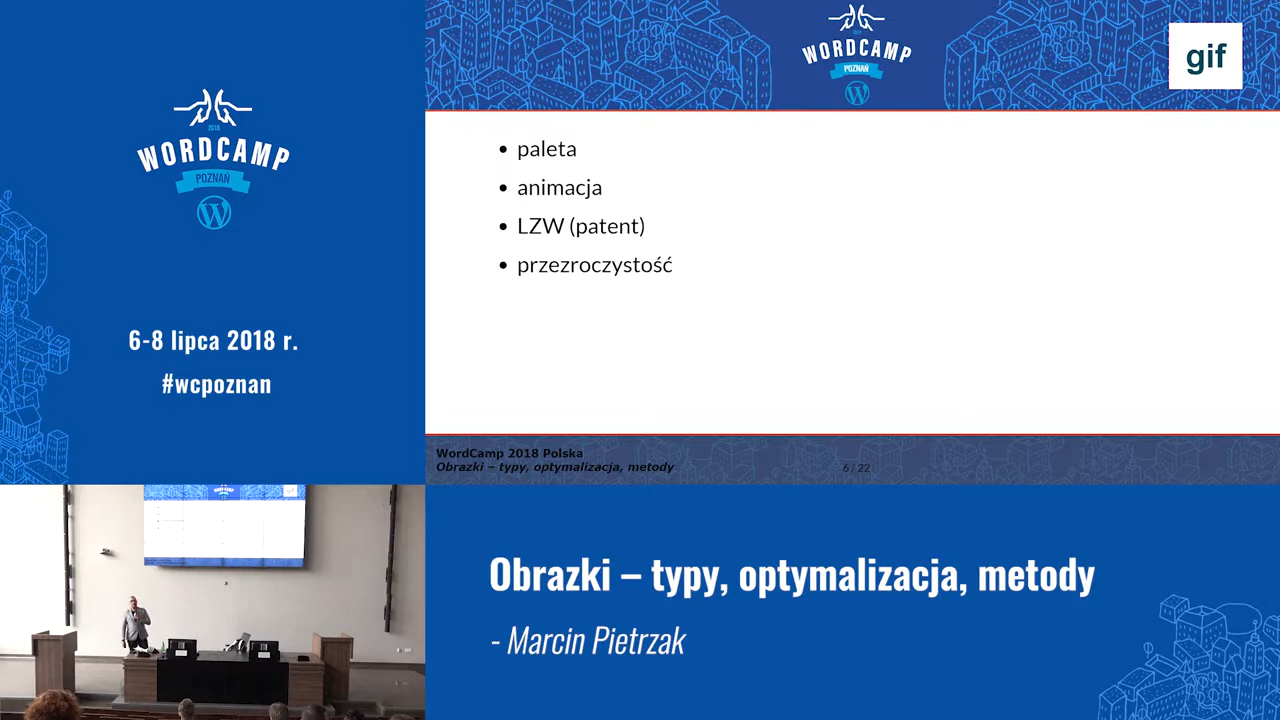 2018
WORDCAMP
POZNAŃ
6-8 lipca 2018 r.
#wcpoznan
WORDCAMP
POZNAŃ
gif
• paleta
• animacja
• LZW (patent)
• przezroczystość
WordCamp 2018 Polska
Obrazki – typy, optymalizacja, metody
6 / 22
Obrazki – typy, optymalizacja, metody
- Marcin Pietrzak